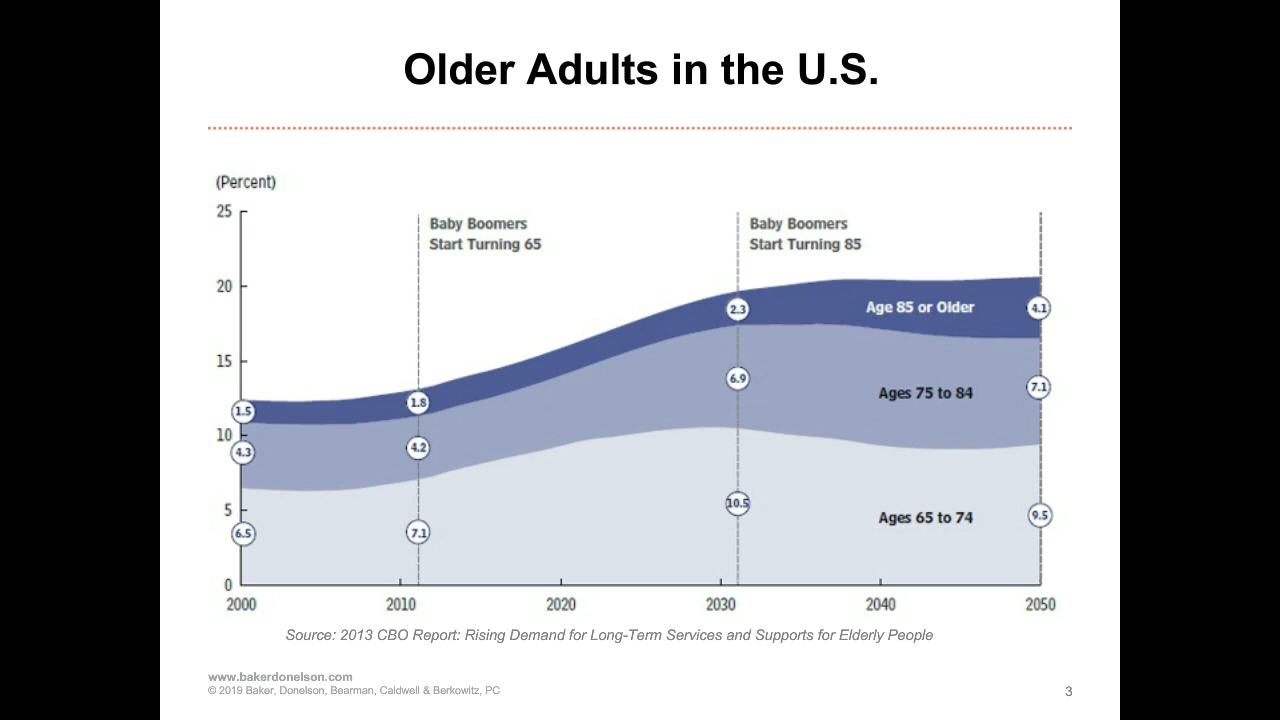 Older Adults in the U.S.
(Percent)
25
Baby Boomers
Start Turning 65
Baby Boomers
Start Turning 85
20
15
10
5
0
Age 85 or Older
Ages 75 to 84
Ages 65 to 74
1.5
4.3
6.5
1.8
4.2
7.1
2.3
6.9
10.5
4.1
7.1
9.5
2000 2010 2020 2030 2040 2050
Source: 2013 CBO Report: Rising Demand for Long-Term Services and Supports for Elderly People
www.bakerdonelson.com
© 2019 Baker, Donelson, Bearman, Caldwell & Berkowitz, PC
3